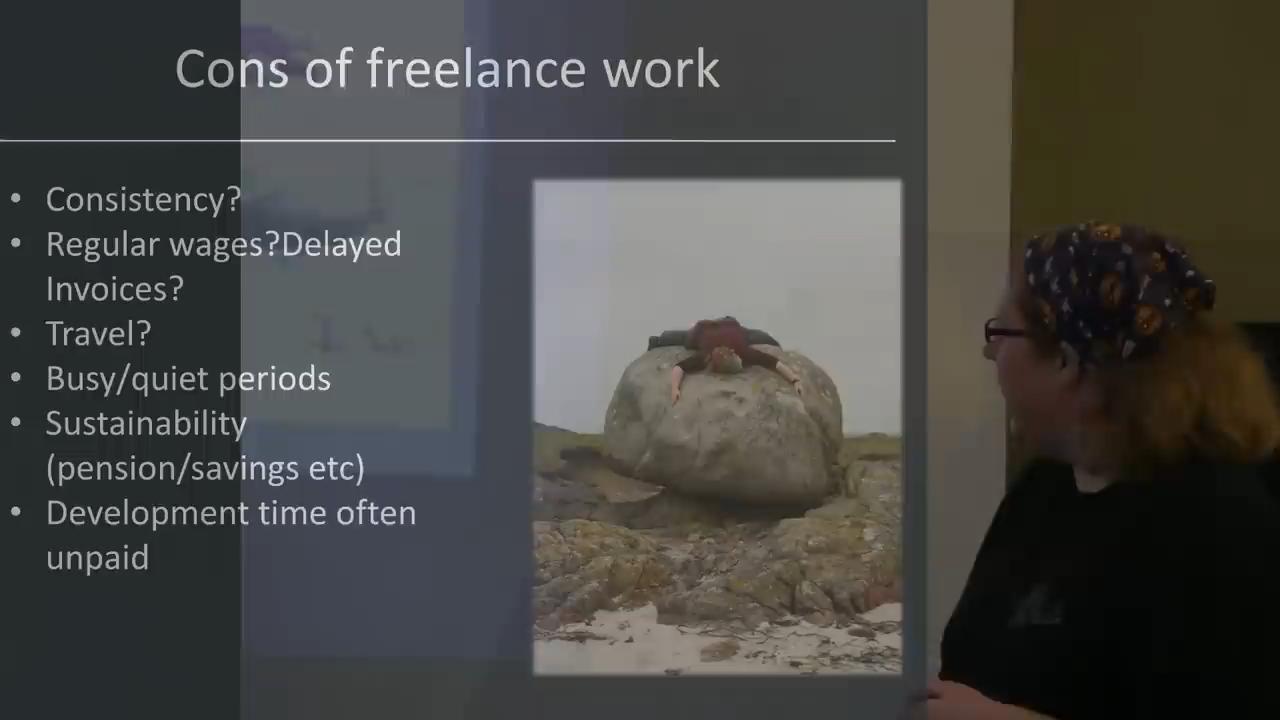 Cons of freelance work
• Consistency?
• Regular wages?Delayed
Invoices?
• Travel?
• Busy/quiet periods
• Sustainability
(pension/savings etc)
• Development time often
unpaid